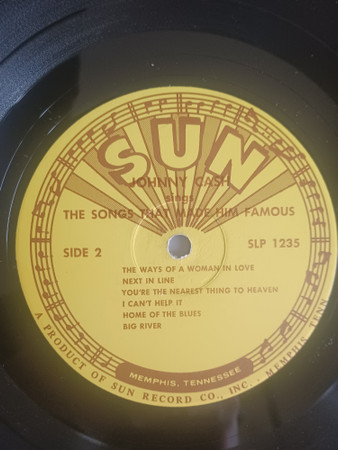 SUN
JOHNNY CASH
sings
THE SONGS THAT MADE HIM FAMOUS
SIDE 2
SLP 1235
THE WAYS OF A WOMAN IN LOVE
NEXT IN LINE
YOU'RE THE NEAREST THING TO HEAVEN
I CAN'T HELP IT
HOME OF THE BLUES
BIG RIVER
MEMPHIS, TENNESSEE
A PRODUCT OF SUN RECORD CO., INC. - MEMPHIS, TENN